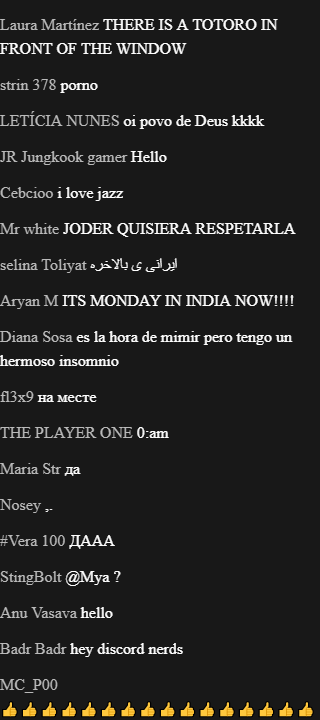 Laura Martínez THERE IS A TOTORO IN
FRONT OF THE WINDOW
strin 378 porno
LETÍCIA NUNES oi povo de Deus kkkk
JR Jungkook gamer Hello
Cebcioo i love jazz
Mr white JODER QUISIERA RESPETARLA
selina Toliyat ایرانی ی بالاخره
Aryan M ITS MONDAY IN INDIA NOW!!!!
Diana Sosa es la hora de mimir pero tengo un
hermoso insomnio
fl3x9 на месте
THE PLAYER ONE 0:am
Maria Str да
Nosey ,.
#Vera 100 ДААА
StingBolt @Mya ?
Anu Vasava hello
Badr Badr hey discord nerds
MC_P00
👍👍👍👍👍👍👍👍👍👍👍👍👍👍👍👍